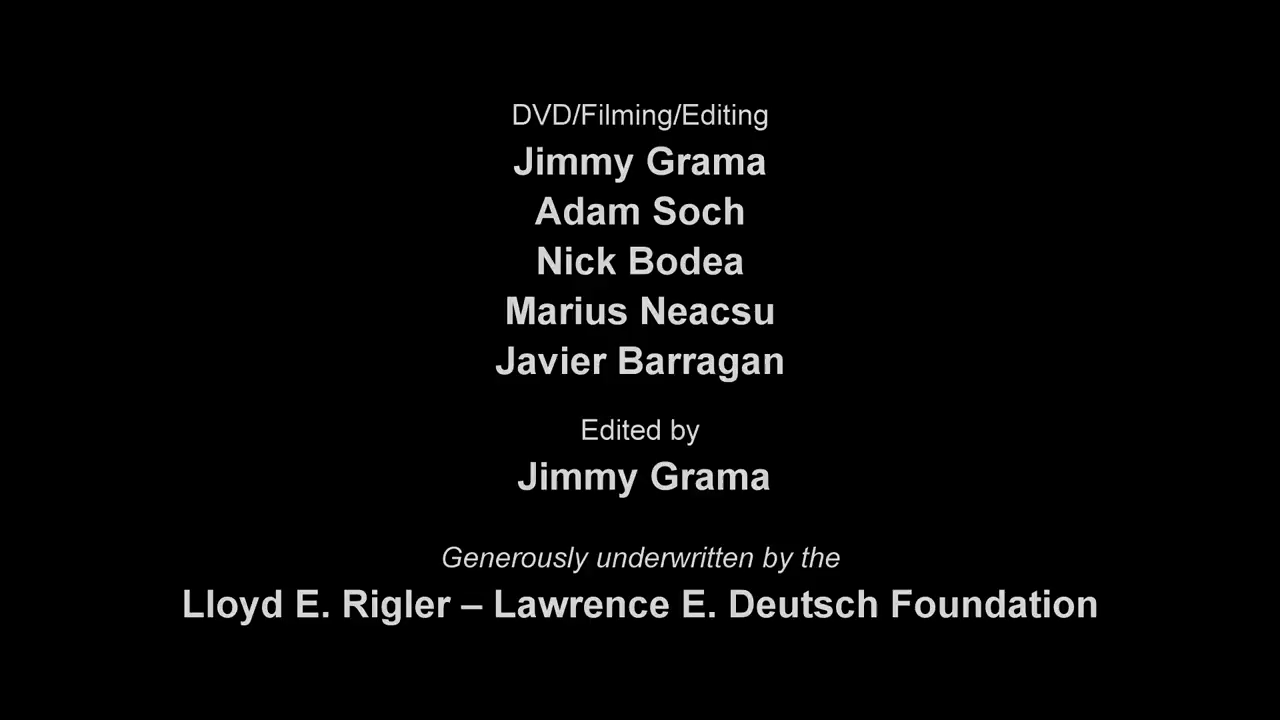 DVD/Filming/Editing
Jimmy Grama
Adam Soch
Nick Bodea
Marius Neacsu
Javier Barragan
Edited by
Jimmy Grama
Generously underwritten by the
Lloyd E. Rigler – Lawrence E. Deutsch Foundation